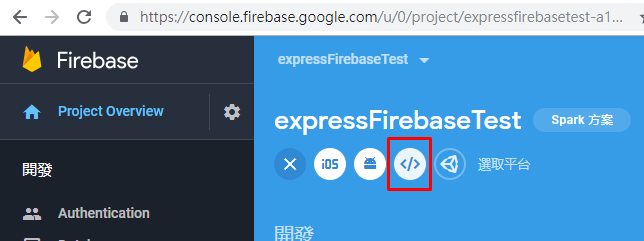 https://console.firebase.google.com/u/0/project/expressfirebasetest-a1...
Firebase
expressFirebaseTest
Project Overview
expressFirebaseTest
Spark 方案
iOS
</>
選取平台
開發
開發
Authentication